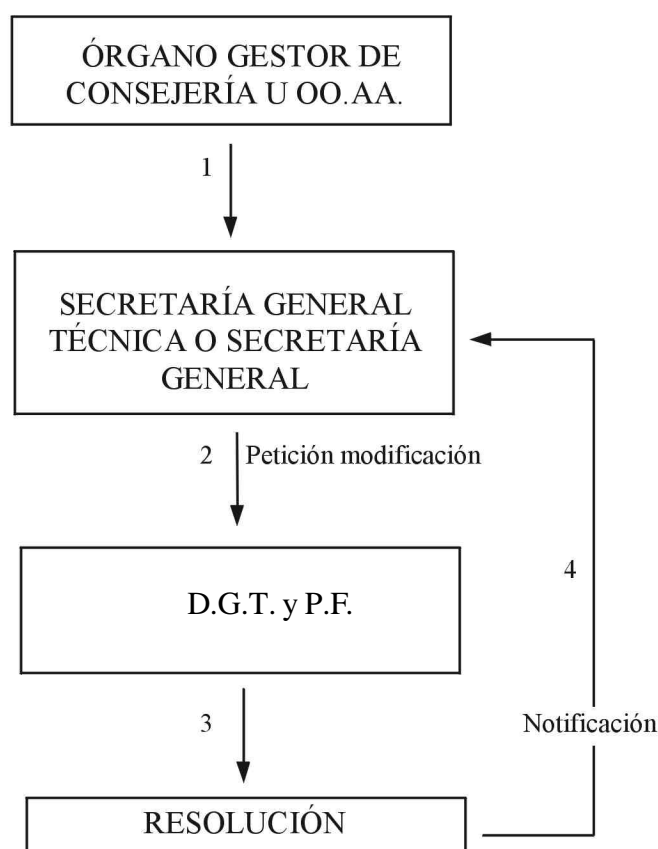 ÓRGANO GESTOR DE
CONSEJERÍA U OO.AA.
1
SECRETARÍA GENERAL
TÉCNICA O SECRETARÍA
GENERAL
2 Petición modificación
D.G.T. y P.F.
4
3
Notificación
RESOLUCIÓN